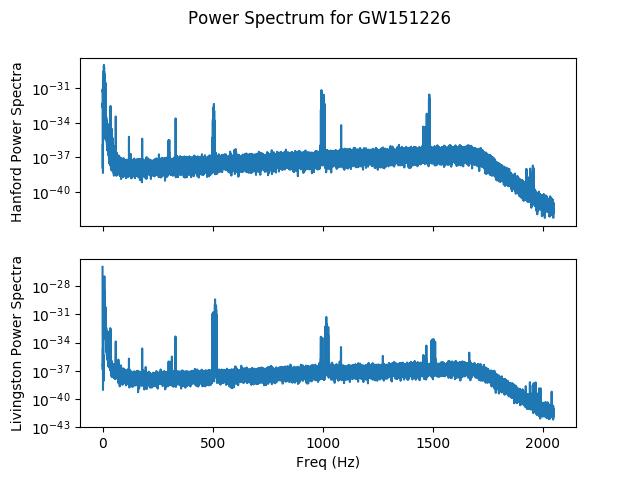 Power Spectrum for GW151226
Hanford Power Spectra
10⁻³¹
10⁻³⁴
10⁻³⁷
10⁻⁴⁰
Livingston Power Spectra
10⁻²⁸
10⁻³¹
10⁻³⁴
10⁻³⁷
10⁻⁴⁰
10⁻⁴³
0 500 1000 1500 2000
Freq (Hz)